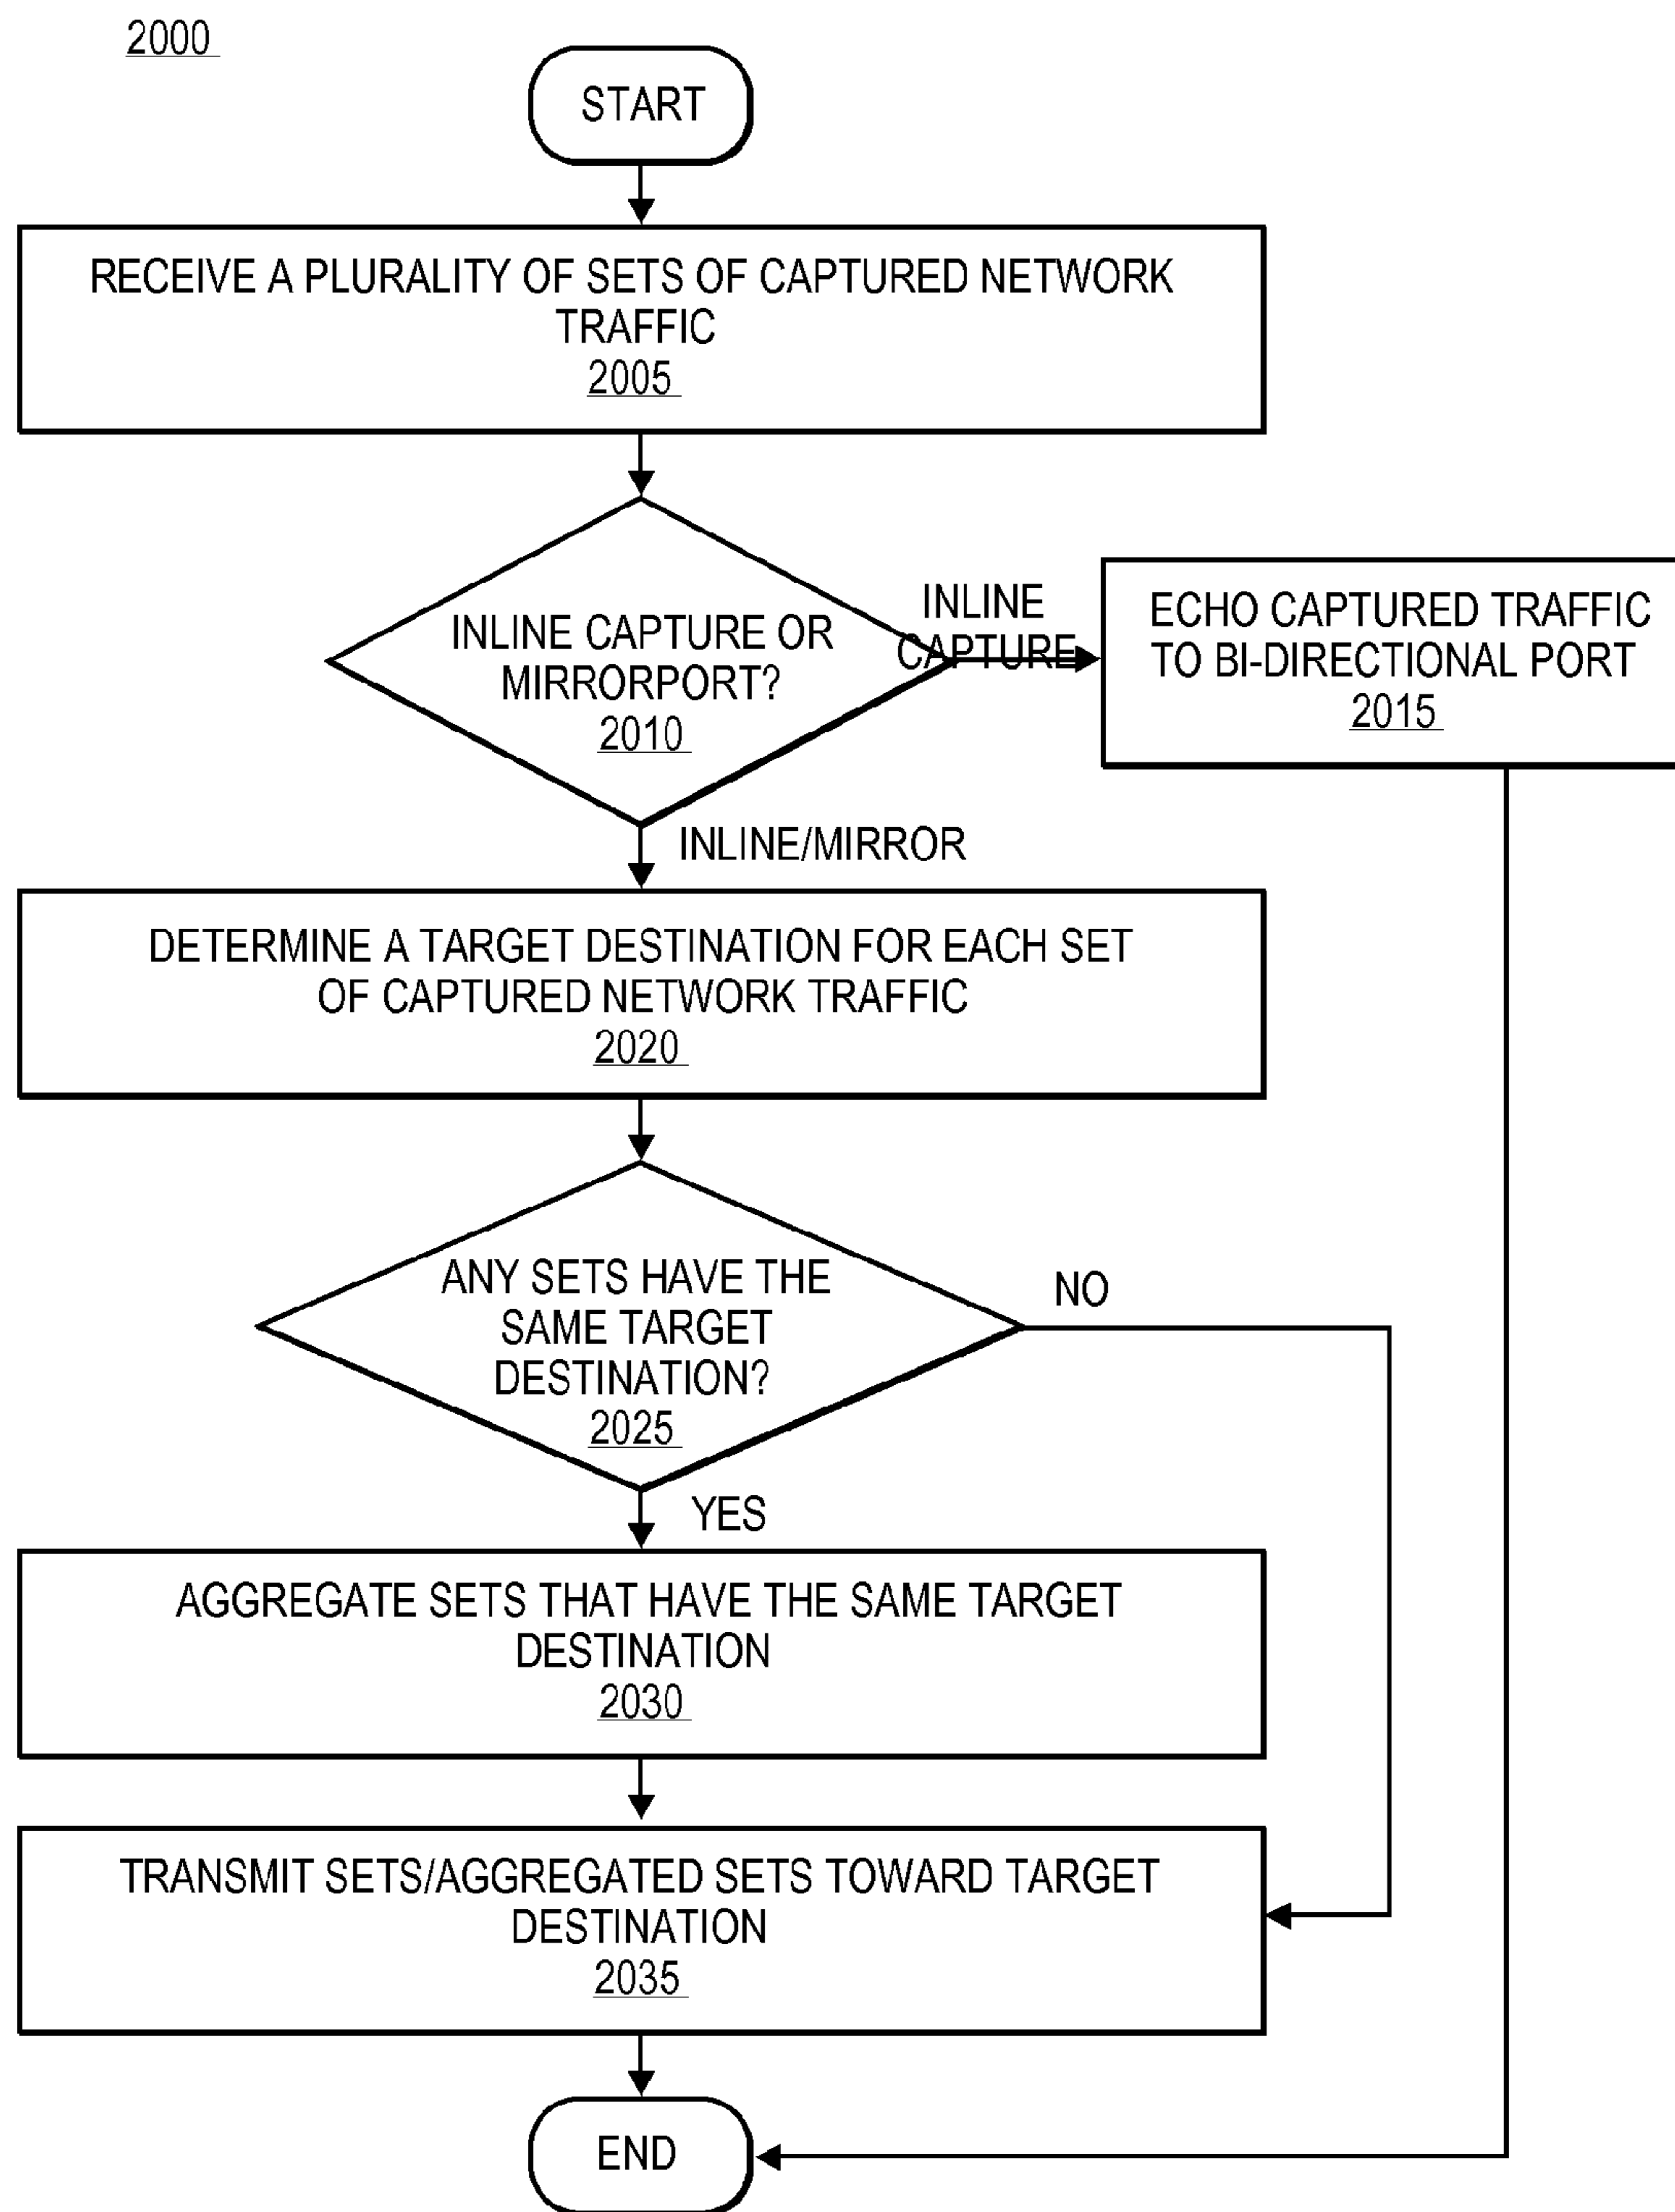 2000
START
RECEIVE A PLURALITY OF SETS OF CAPTURED NETWORK
TRAFFIC
2005
INLINE CAPTURE OR
MIRRORPORT?
2010
INLINE
CAPTURE
ECHO CAPTURED TRAFFIC
TO BI-DIRECTIONAL PORT
2015
INLINE/MIRROR
DETERMINE A TARGET DESTINATION FOR EACH SET
OF CAPTURED NETWORK TRAFFIC
2020
ANY SETS HAVE THE
SAME TARGET
DESTINATION?
2025
NO
YES
AGGREGATE SETS THAT HAVE THE SAME TARGET
DESTINATION
2030
TRANSMIT SETS/AGGREGATED SETS TOWARD TARGET
DESTINATION
2035
END